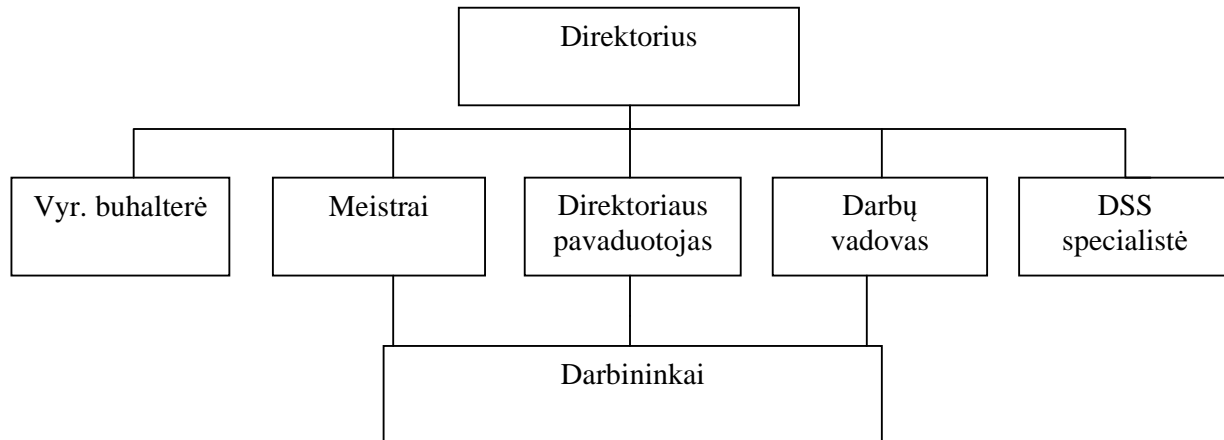 Direktorius
Vyr. buhalterė
Meistrai
Direktoriaus
pavaduotojas
Darbų
vadovas
DSS
specialistė
Darbininkai